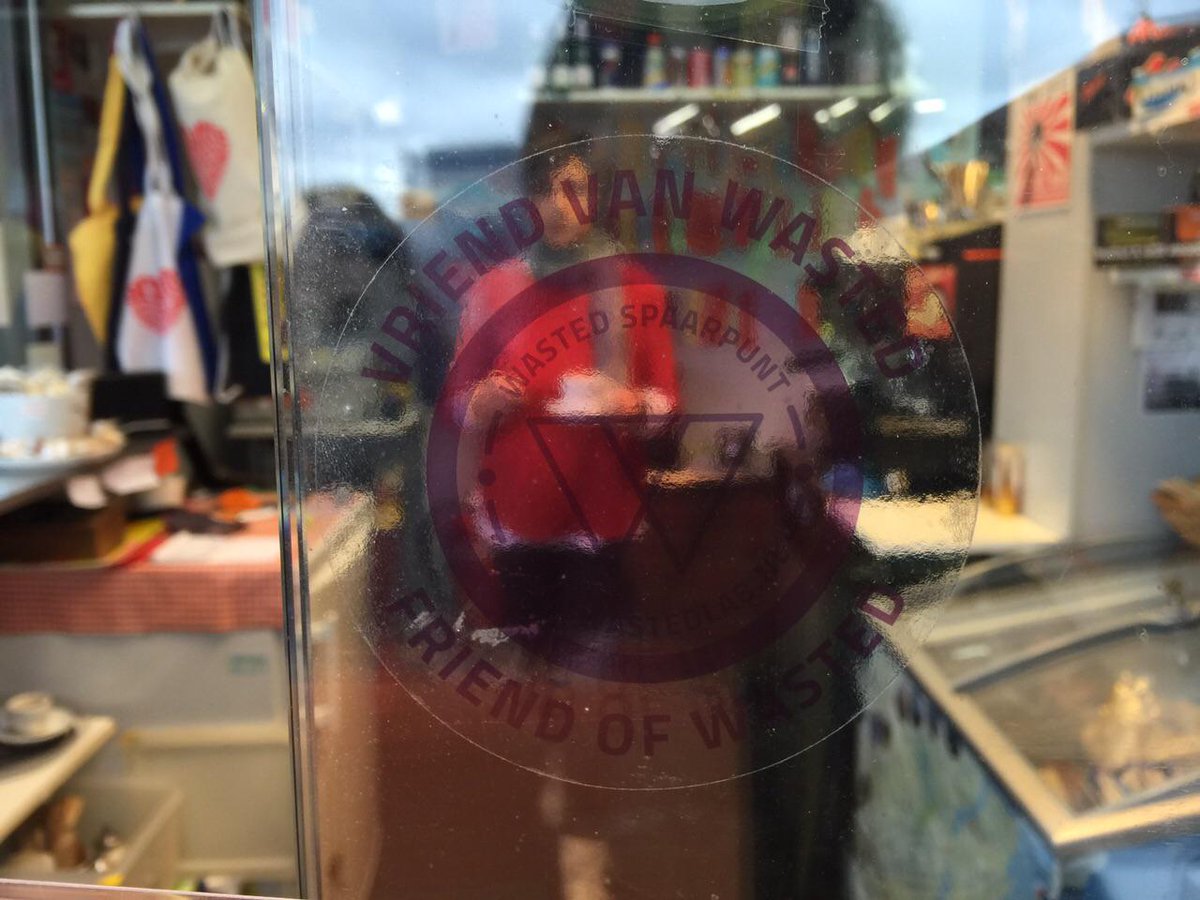 VRIEND VAN WASTED
WASTED SPAARPUNT
FRIEND OF WASTED